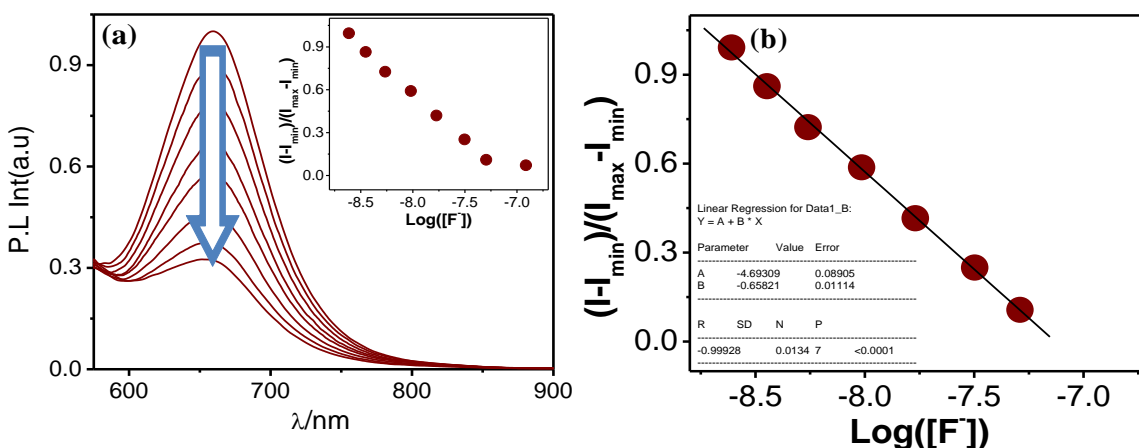 (a)
P.L Int(a.u)
0.9
0.6
0.3
0.0
600
700
800
900
λ/nm
(I-Imin)/(Imax-Imin)
0.9
0.6
0.3
0.0
-8.5
-8.0
-7.5
-7.0
Log([F-])
(b)
(I-Imin)/(Imax-Imin)
0.9
0.6
0.3
0.0
Linear Regression for Data1_B:
Y = A + B * X
Parameter Value Error
A -4.69309 0.08905
B -0.65821 0.01114
R SD N P
-0.99928 0.0134 7 <0.0001
-8.5
-8.0
-7.5
-7.0
Log([F-])